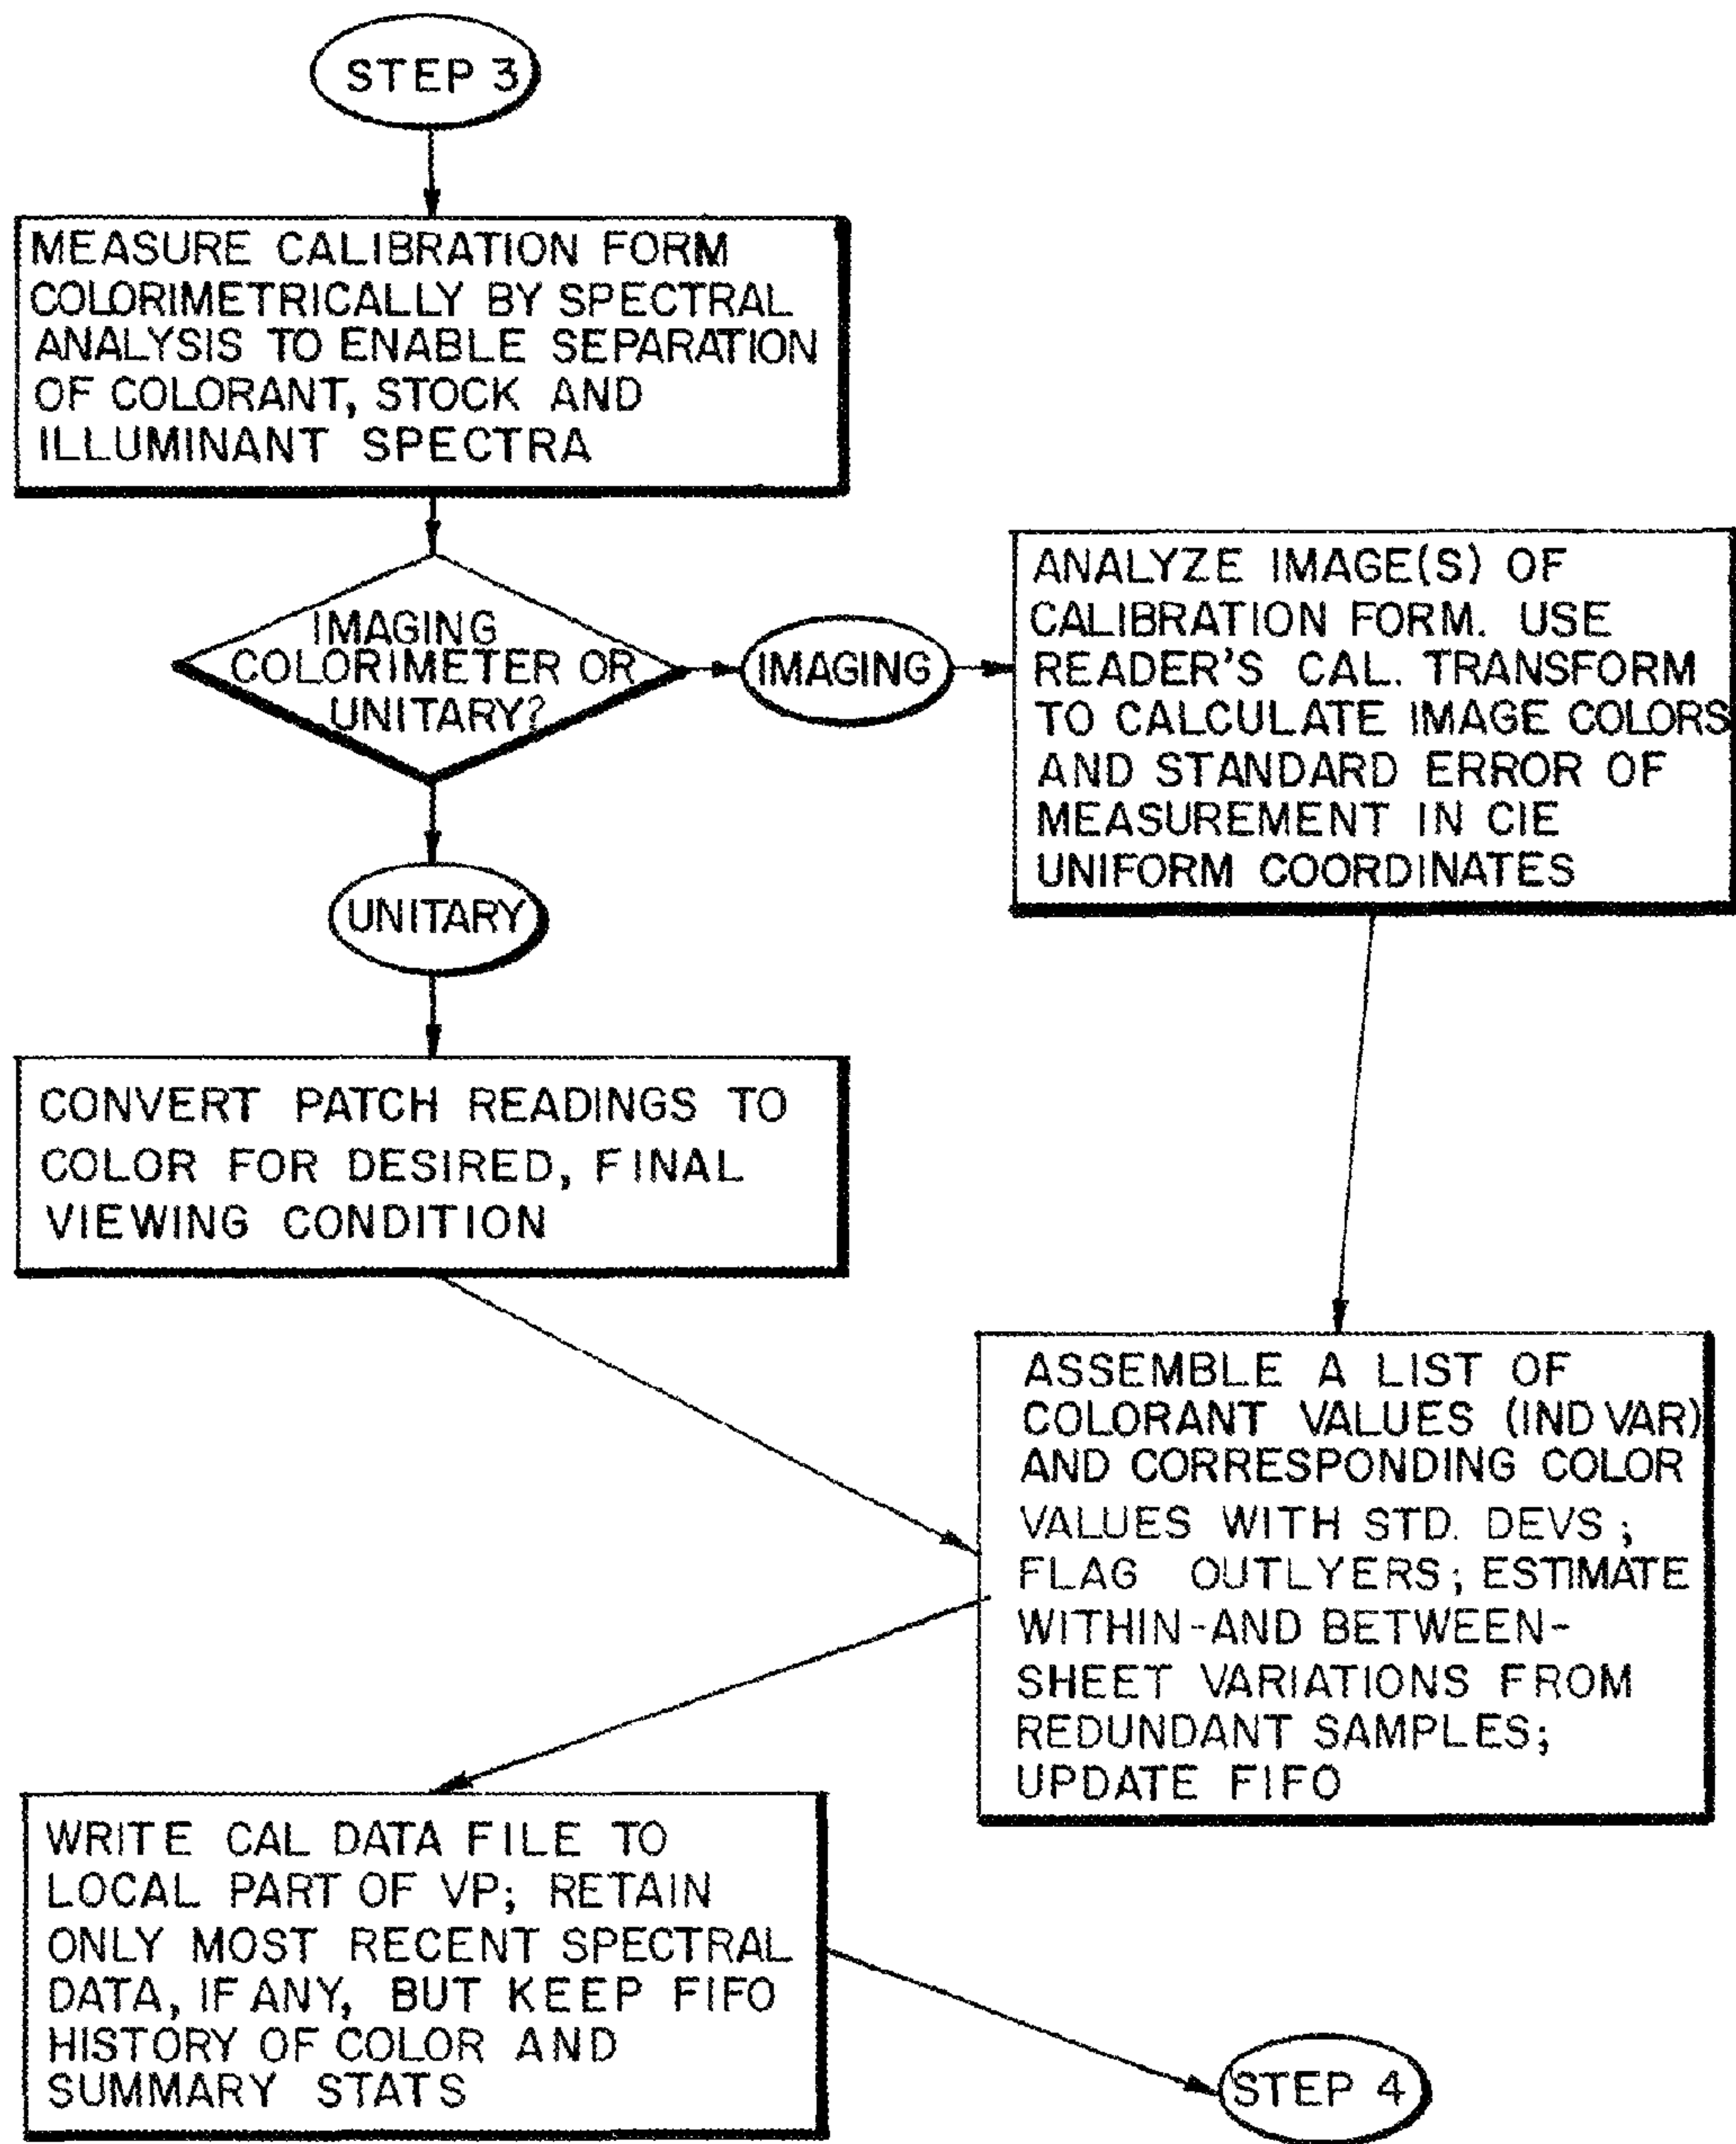 STEP 3
MEASURE CALIBRATION FORM
COLORIMETRICALLY BY SPECTRAL
ANALYSIS TO ENABLE SEPARATION
OF COLORANT, STOCK AND
ILLUMINANT SPECTRA
IMAGING
COLORIMETER OR
UNITARY?
IMAGING
ANALYZE IMAGE(S) OF
CALIBRATION FORM. USE
READER'S CAL. TRANSFORM
TO CALCULATE IMAGE COLORS
AND STANDARD ERROR OF
MEASUREMENT IN CIE
UNIFORM COORDINATES
UNITARY
CONVERT PATCH READINGS TO
COLOR FOR DESIRED, FINAL
VIEWING CONDITION
ASSEMBLE A LIST OF
COLORANT VALUES (IND VAR)
AND CORRESPONDING COLOR
VALUES WITH STD. DEVS;
FLAG OUTLYERS; ESTIMATE
WITHIN-AND BETWEEN-
SHEET VARIATIONS FROM
REDUNDANT SAMPLES;
UPDATE FIFO
WRITE CAL DATA FILE TO
LOCAL PART OF VP; RETAIN
ONLY MOST RECENT SPECTRAL
DATA, IF ANY, BUT KEEP FIFO
HISTORY OF COLOR AND
SUMMARY STATS
STEP 4